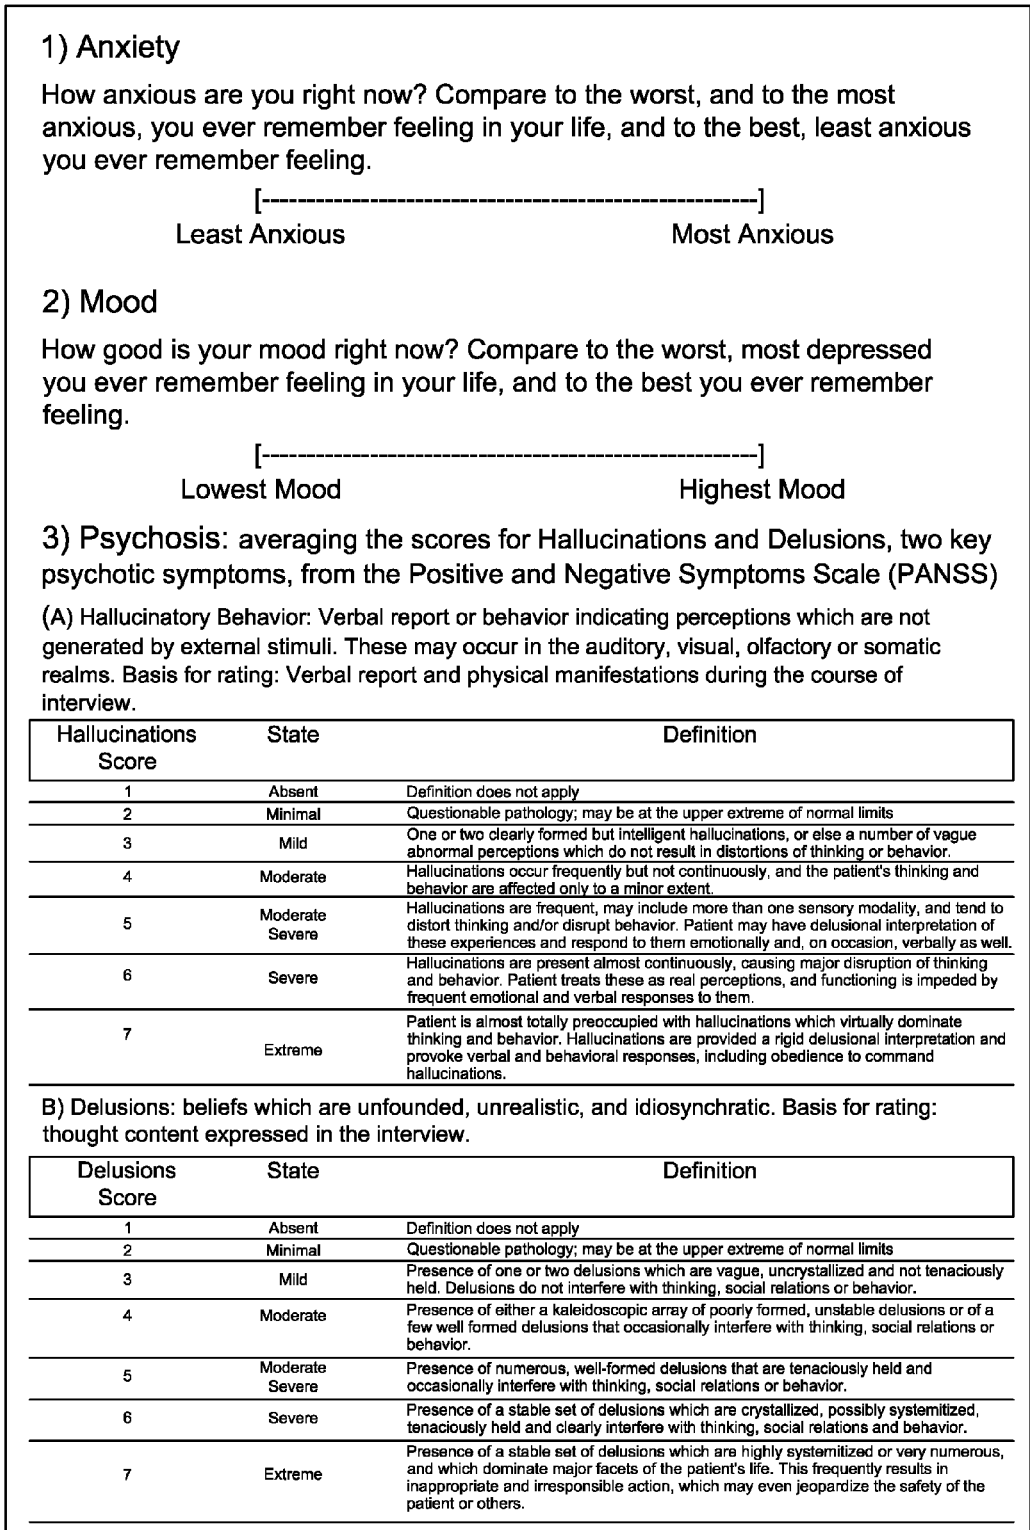 1) Anxiety
How anxious are you right now? Compare to the worst, and to the most
anxious, you ever remember feeling in your life, and to the best, least anxious
you ever remember feeling.
[--------------------------------------------------------]
Least Anxious Most Anxious
2) Mood
How good is your mood right now? Compare to the worst, most depressed
you ever remember feeling in your life, and to the best you ever remember
feeling.
[--------------------------------------------------------]
Lowest Mood Highest Mood
3) Psychosis: averaging the scores for Hallucinations and Delusions, two key
psychotic symptoms, from the Positive and Negative Symptoms Scale (PANSS)
(A) Hallucinatory Behavior: Verbal report or behavior indicating perceptions which are not
generated by external stimuli. These may occur in the auditory, visual, olfactory or somatic
realms. Basis for rating: Verbal report and physical manifestations during the course of
interview.
Hallucinations State Definition
Score
1 Absent Definition does not apply
2 Minimal Questionable pathology; may be at the upper extreme of normal limits
3 Mild One or two clearly formed but intelligent hallucinations, or else a number of vague
abnormal perceptions which do not result in distortions of thinking or behavior.
4 Moderate Hallucinations occur frequently but not continuously, and the patient's thinking and
behavior are affected only to a minor extent.
5 Moderate Severe Hallucinations are frequent, may include more than one sensory modality, and tend to
distort thinking and/or disrupt behavior. Patient may have delusional interpretation of
these experiences and respond to them emotionally and, on occasion, verbally as well.
6 Severe Hallucinations are present almost continuously, causing major disruption of thinking
and behavior. Patient treats these as real perceptions, and functioning is impeded by
frequent emotional and verbal responses to them.
7 Extreme Patient is almost totally preoccupied with hallucinations which virtually dominate
thinking and behavior. Hallucinations are provided a rigid delusional interpretation and
provoke verbal and behavioral responses, including obedience to command
hallucinations.
B) Delusions: beliefs which are unfounded, unrealistic, and idiosynchratic. Basis for rating:
thought content expressed in the interview.
Delusions State Definition
Score
1 Absent Definition does not apply
2 Minimal Questionable pathology; may be at the upper extreme of normal limits
3 Mild Presence of one or two delusions which are vague, uncrystallized and not tenaciously
held. Delusions do not interfere with thinking, social relations or behavior.
4 Moderate Presence of either a kaleidoscopic array of poorly formed, unstable delusions or of a
few well formed delusions that occasionally interfere with thinking, social relations or
behavior.
5 Moderate Severe Presence of numerous, well-formed delusions that are tenaciously held and
occasionally interfere with thinking, social relations or behavior.
6 Severe Presence of a stable set of delusions which are crystallized, possibly systemitized,
tenaciously held and clearly interfere with thinking, social relations and behavior.
7 Extreme Presence of a stable set of delusions which are highly systemitized or very numerous,
and which dominate major facets of the patient's life. This frequently results in
inappropriate and irresponsible action, which may even jeopardize the safety of the
patient or others.